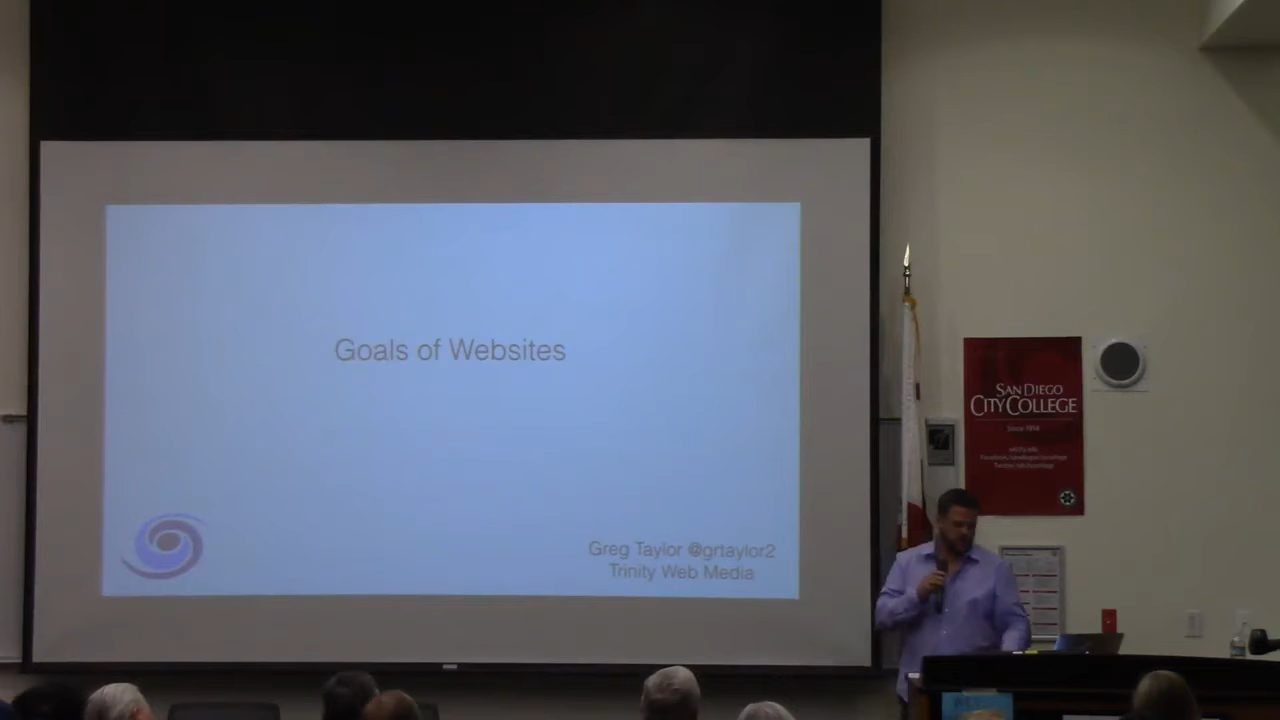 Goals of Websites
Greg Taylor @grtaylor2
Trinity Web Media
SAN DIEGO
CITY COLLEGE
Since 1914